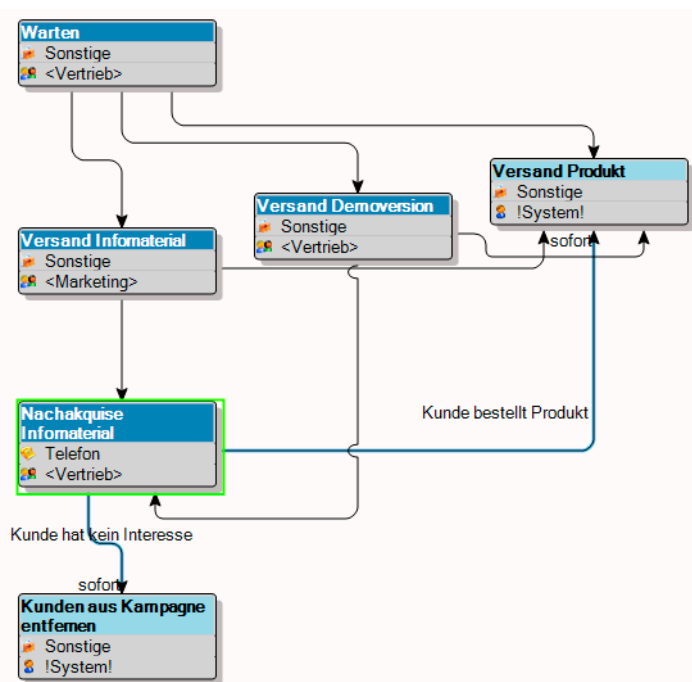 Warten
Sonstige
<Vertrieb>
Versand Produkt
Sonstige
!System!
sofort
Versand Demoversion
Sonstige
<Vertrieb>
Versand Infomaterial
Sonstige
<Marketing>
Nachakquise
Infomaterial
Telefon
<Vertrieb>
Kunde bestellt Produkt
Kunde hat kein Interesse
sofort
Kunden aus Kampagne
entfernen
Sonstige
!System!